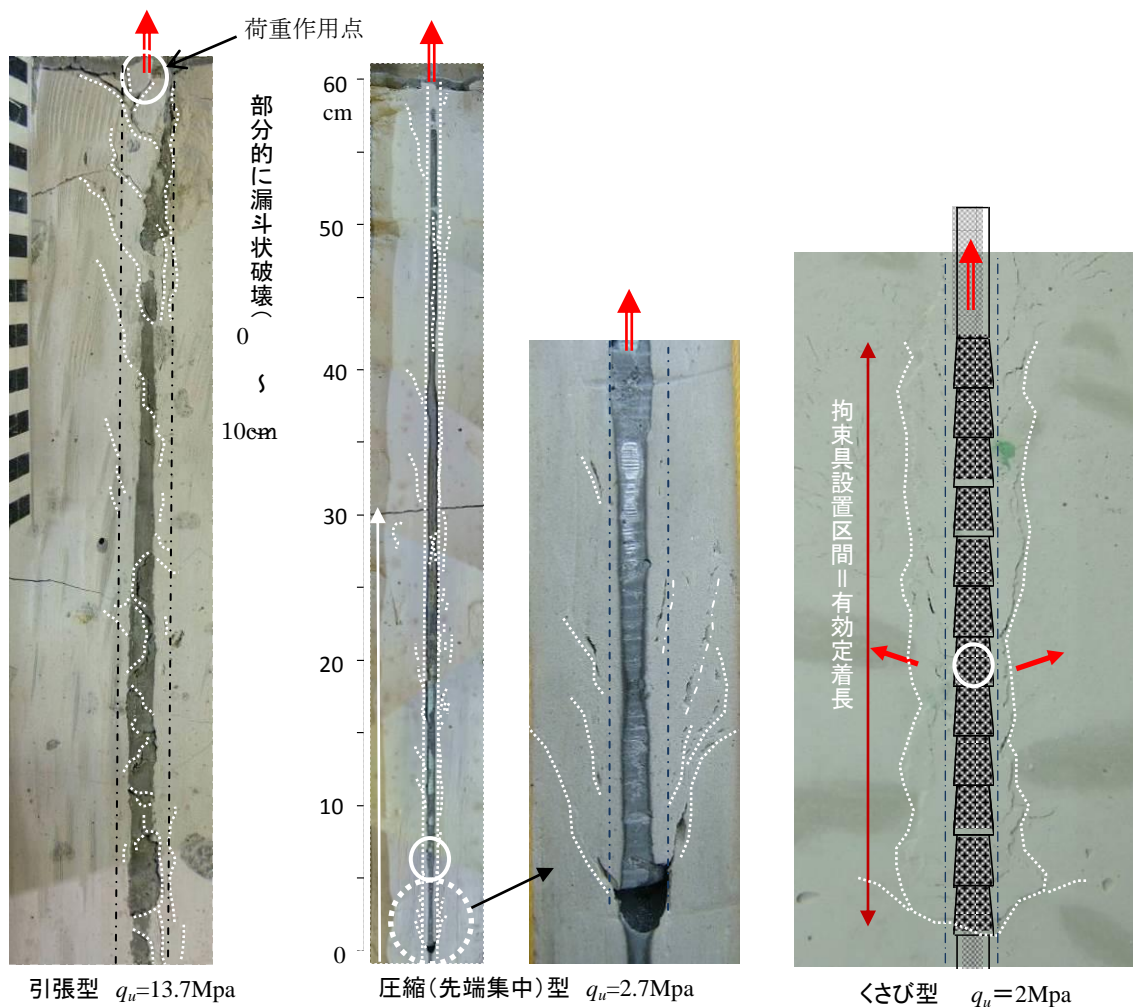 荷重作用点
部分的に漏斗状破壊(
0
~
10cm
60
cm
50
40
30
20
10
0
拘束具設置区間=有効定着長
引張型 qu=13.7Mpa
圧縮(先端集中)型 qu=2.7Mpa
くさび型 qu=2Mpa